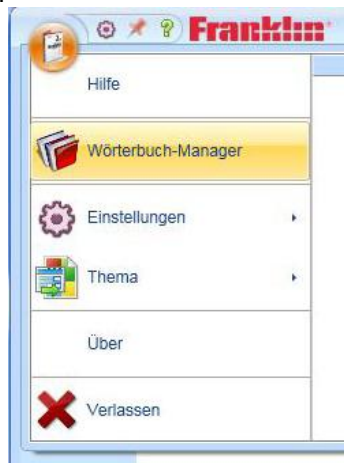 Franklin
Hilfe
Wörterbuch-Manager
Einstellungen
Thema
Über
Verlassen